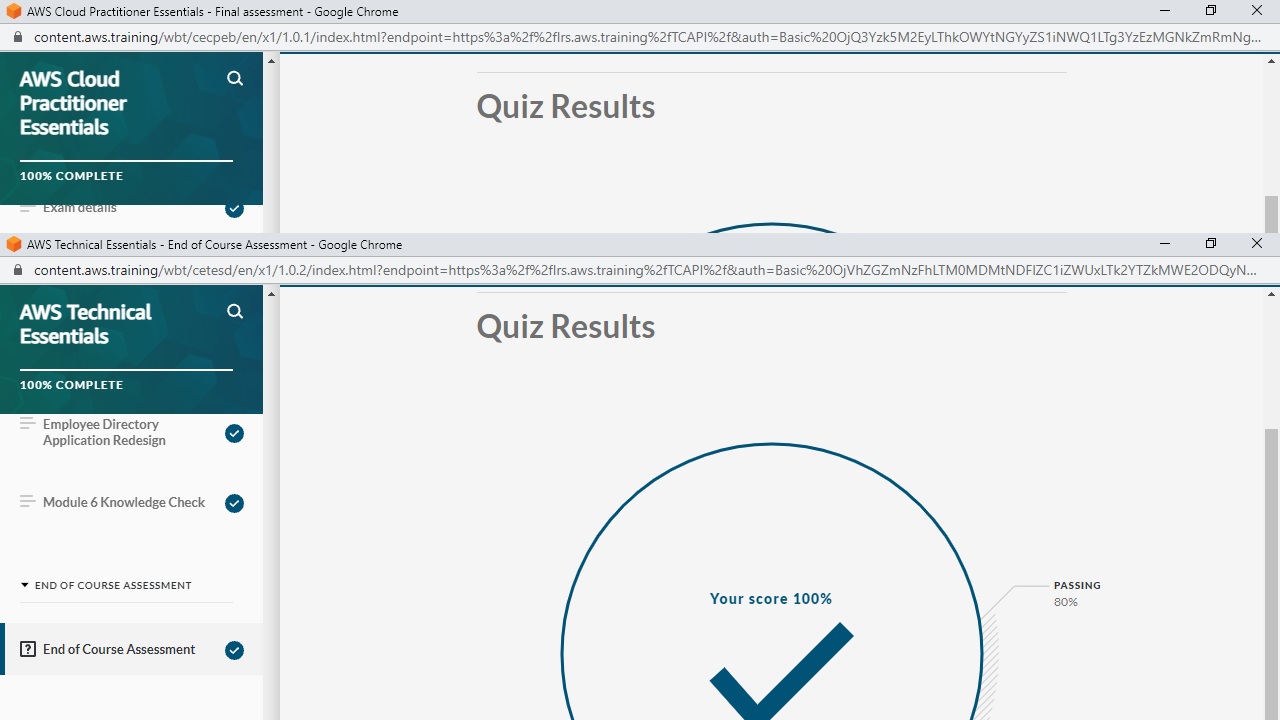 AWS Cloud Practitioner Essentials - Final assessment - Google Chrome
content.aws.training/wbt/cecpeb/en/x1/1.0.1/index.html?endpoint=https%3a%2f%2flrs.aws.training%2fTCAPI%2f&auth=Basic%20OjQ3Yzk5M2EyLThkOWYtNGYyZS1iNWQ1LTg3YzEzMGNkZmRmNg...
AWS Cloud
Practitioner
Essentials
100% COMPLETE
Exam details
Quiz Results
AWS Technical Essentials - End of Course Assessment - Google Chrome
content.aws.training/wbt/cetesd/en/x1/1.0.2/index.html?endpoint=https%3a%2f%2flrs.aws.training%2fTCAPI%2f&auth=Basic%20OjVhZGZmNzFhLTM0MDMtNDFlZC1iZWUxLTk2YTZkMWE2ODQyN...
AWS Technical
Essentials
100% COMPLETE
Employee Directory
Application Redesign
Module 6 Knowledge Check
END OF COURSE ASSESSMENT
End of Course Assessment
Quiz Results
Your score 100%
PASSING
80%